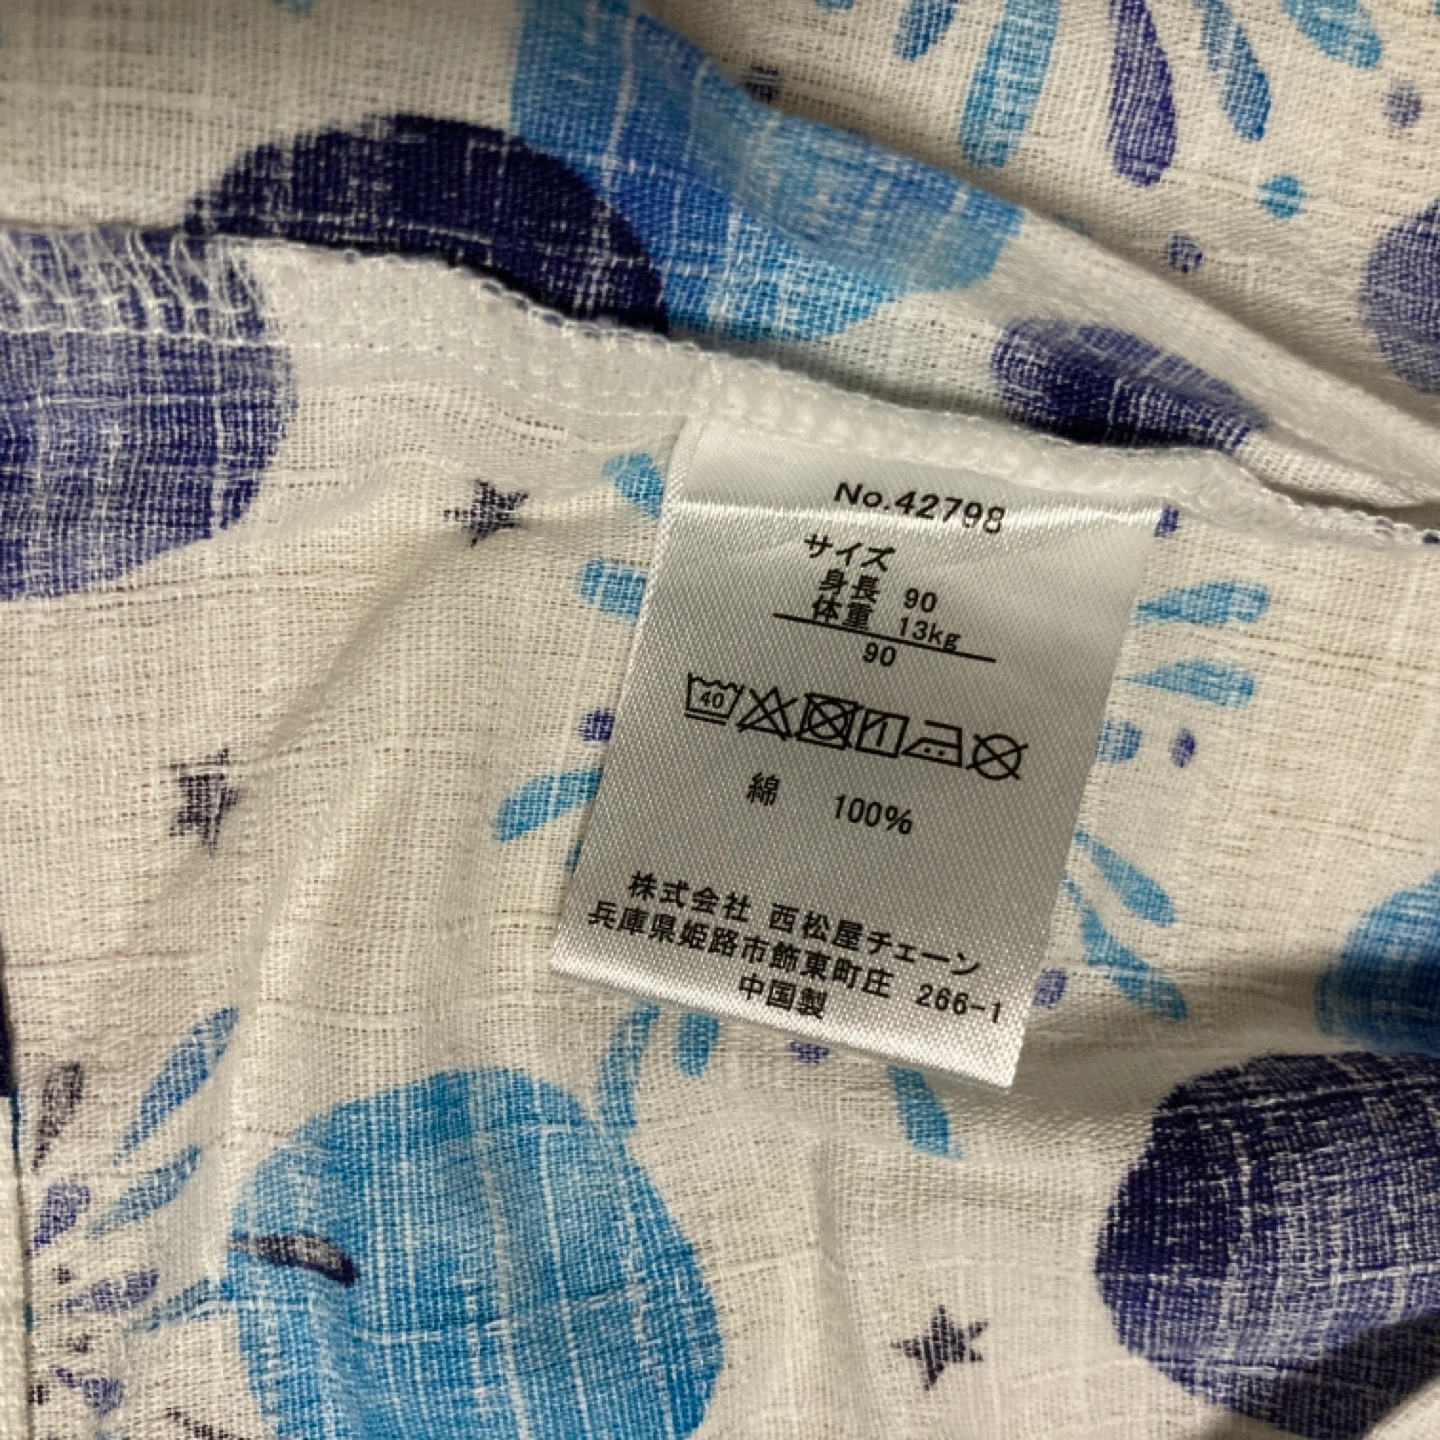 No.42798
サイズ
身長 90
体重 13kg
90
40
綿 100%
株式会社 西松屋チェーン
兵庫県姫路市飾東町庄 266-1
中国製